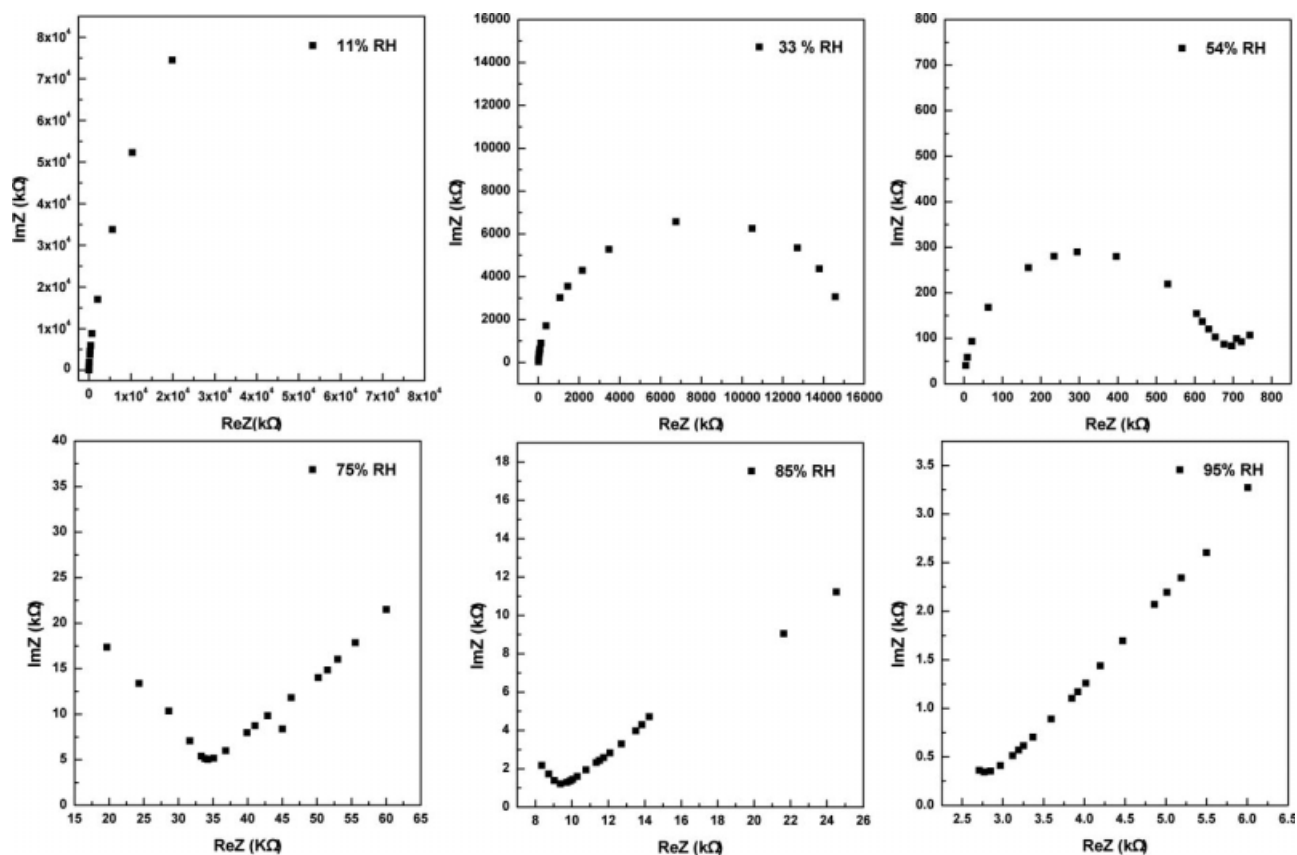 11% RH
8x10⁴
7x10⁴
6x10⁴
5x10⁴
4x10⁴
3x10⁴
2x10⁴
1x10⁴
0
ImZ (kΩ)
0 1x10⁴ 2x10⁴ 3x10⁴ 4x10⁴ 5x10⁴ 6x10⁴ 7x10⁴ 8x10⁴
ReZ(kΩ)
33 % RH
16000
14000
12000
10000
8000
6000
4000
2000
0
ImZ (kΩ)
0 2000 4000 6000 8000 10000 12000 14000 16000
ReZ (kΩ)
54% RH
800
700
600
500
400
300
200
100
0
ImZ (kΩ)
0 100 200 300 400 500 600 700 800
ReZ (kΩ)
75% RH
40
35
30
25
20
15
10
5
0
ImZ (kΩ)
15 20 25 30 35 40 45 50 55 60 65
ReZ (KΩ)
85% RH
18
16
14
12
10
8
6
4
2
0
ImZ (kΩ)
8 10 12 14 16 18 20 22 24 26
ReZ (kΩ)
95% RH
3.5
3.0
2.5
2.0
1.5
1.0
0.5
0.0
ImZ (kΩ)
2.5 3.0 3.5 4.0 4.5 5.0 5.5 6.0 6.5
ReZ (kΩ)